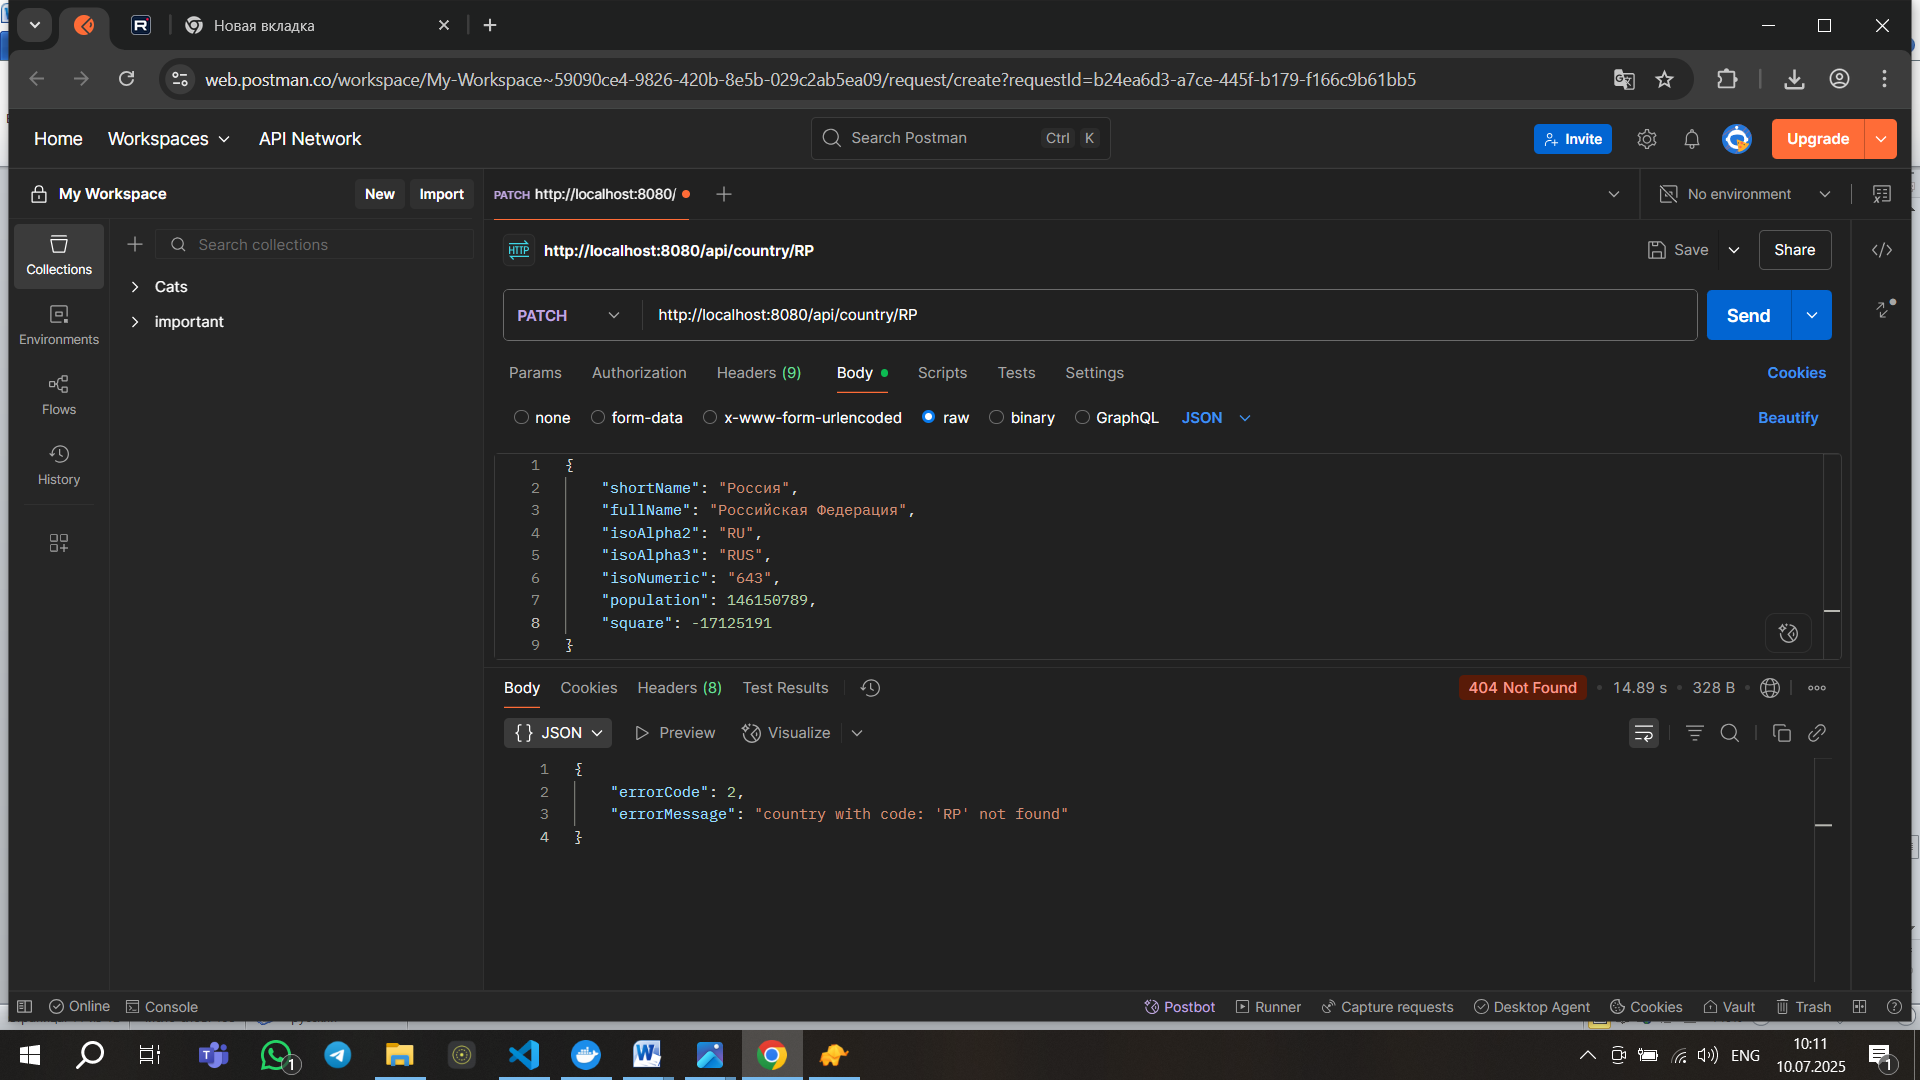 Новая вкладка
web.postman.co/workspace/My-Workspace~59090ce4-9826-420b-8e5b-029c2ab5ea09/request/create?requestId=b24ea6d3-a7ce-445f-b179-f166c9b61bb5
Home Workspaces API Network Search Postman Ctrl K Invite Upgrade
My Workspace New Import PATCH http://localhost:8080/ No environment
Collections
Search collections
Cats
important
Environments
Flows
History
HTTP http://localhost:8080/api/country/RP Save Share
PATCH http://localhost:8080/api/country/RP Send
Params Authorization Headers (9) Body Scripts Tests Settings Cookies
none form-data x-www-form-urlencoded raw binary GraphQL JSON Beautify
1 {
2 "shortName": "Россия",
3 "fullName": "Российская Федерация",
4 "isoAlpha2": "RU",
5 "isoAlpha3": "RUS",
6 "isoNumeric": "643",
7 "population": 146150789,
8 "square": -17125191
9 }
Body Cookies Headers (8) Test Results 404 Not Found 14.89 s 328 B
{} JSON Preview Visualize
1 {
2 "errorCode": 2,
3 "errorMessage": "country with code: 'RP' not found"
4 }
Online Console Postbot Runner Capture requests Desktop Agent Cookies Vault Trash
1 ENG 10:11
10.07.2025 1